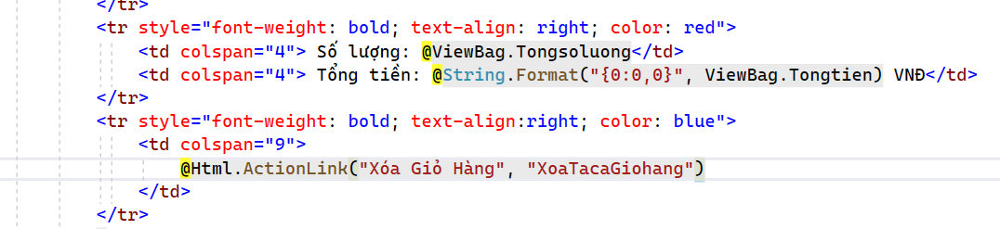 </tr>
<tr style="font-weight: bold; text-align: right; color: red">
<td colspan="4"> Số lượng: @ViewBag.Tongsoluong</td>
<td colspan="4"> Tổng tiền: @String.Format("{0:0,0}", ViewBag.Tongtien) VNĐ</td>
</tr>
<tr style="font-weight: bold; text-align:right; color: blue">
<td colspan="9">
@Html.ActionLink("Xóa Giỏ Hàng", "XoaTacaGiohang")
</td>
</tr>